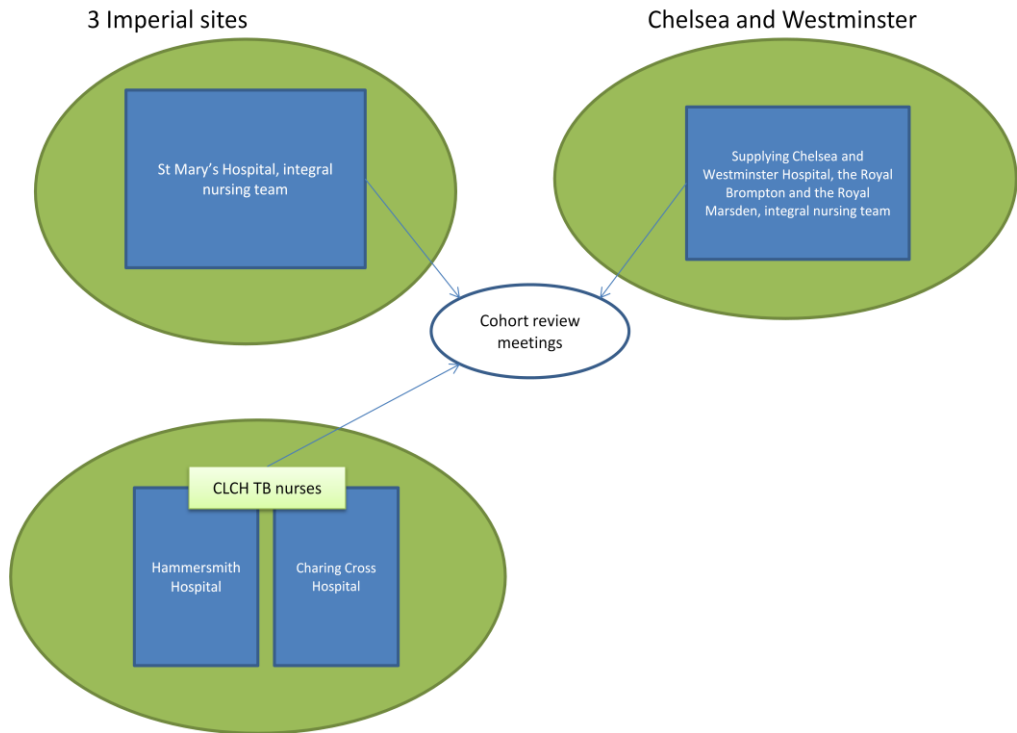 3 Imperial sites
Chelsea and Westminster
St Mary’s Hospital, integral
nursing team
Supplying Chelsea and
Westminster Hospital, the Royal
Brompton and the Royal
Marsden, integral nursing team
Cohort review
meetings
CLCH TB nurses
Hammersmith
Hospital
Charing Cross
Hospital